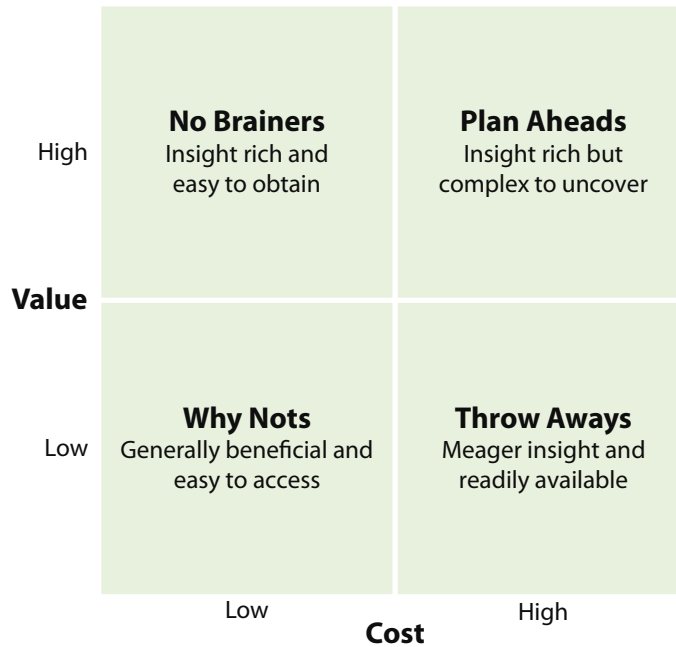 No Brainers
Insight rich and
easy to obtain
Plan Aheads
Insight rich but
complex to uncover
High
Value
Why Nots
Generally beneficial and
easy to access
Throw Aways
Meager insight and
readily available
Low
Low
High
Cost